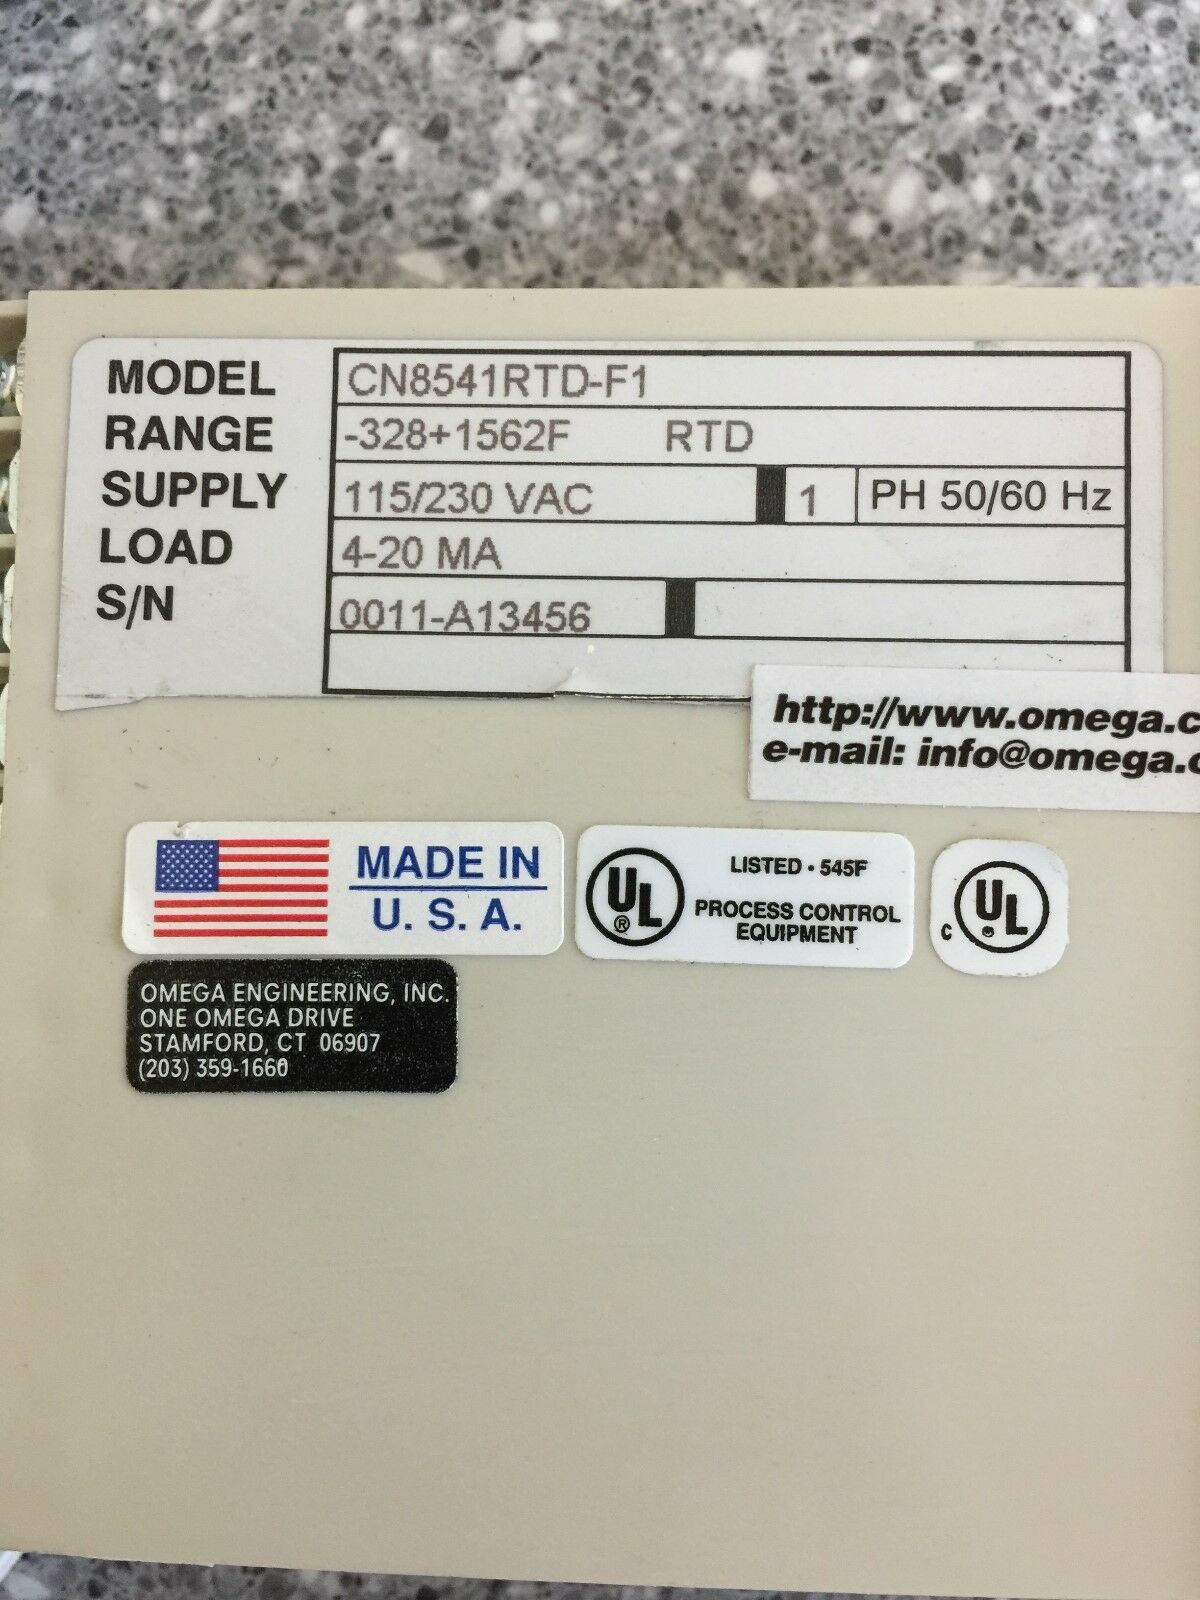 MODEL CN8541RTD-F1
RANGE -328+1562F RTD
SUPPLY 115/230 VAC 1 PH 50/60 Hz
LOAD 4-20 MA
S/N 0011-A13456
http://www.omega.c
e-mail: info@omega.c
MADE IN
U. S. A.
UL
®
LISTED • 545F
PROCESS CONTROL
EQUIPMENT
C UL
OMEGA ENGINEERING, INC.
ONE OMEGA DRIVE
STAMFORD, CT 06907
(203) 359-1660